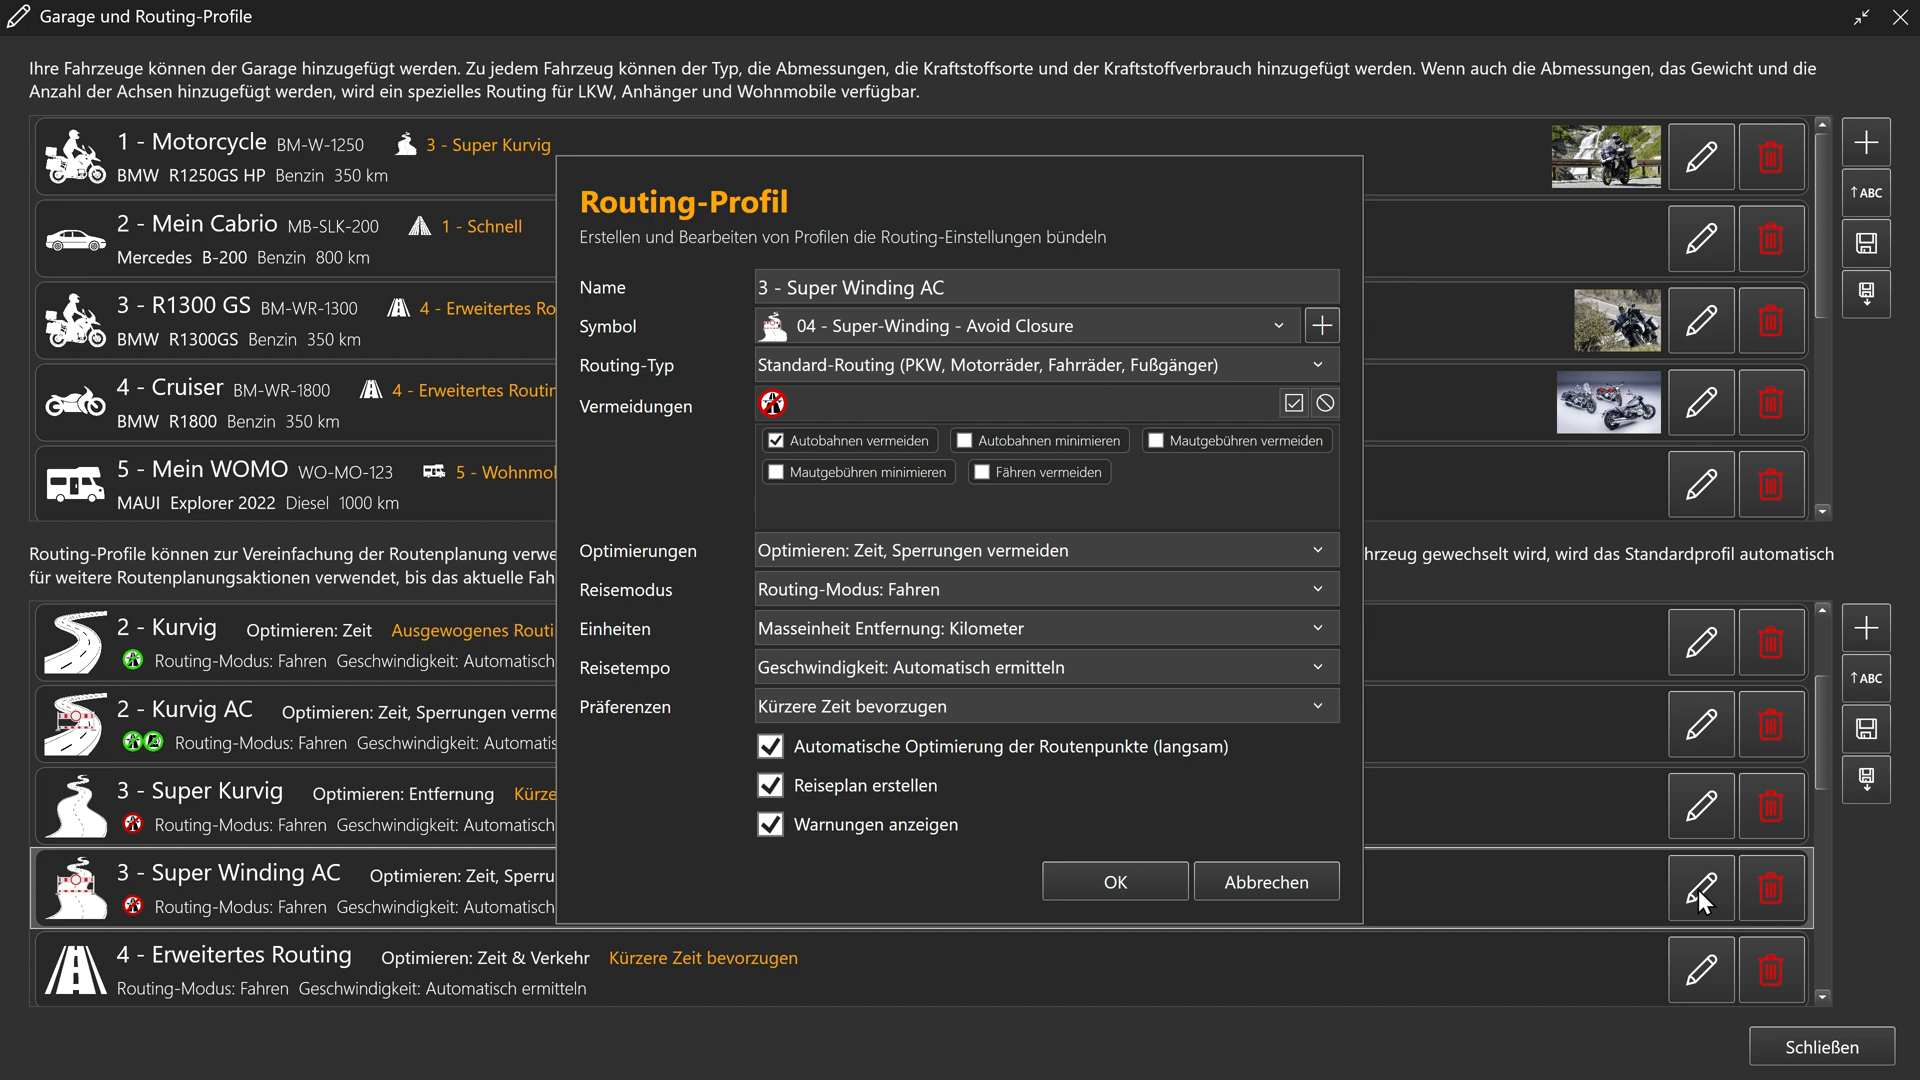 Garage und Routing-Profile
Ihre Fahrzeuge können der Garage hinzugefügt werden. Zu jedem Fahrzeug können der Typ, die Abmessungen, die Kraftstoffsorte und der Kraftstoffverbrauch hinzugefügt werden. Wenn auch die Abmessungen, das Gewicht und die
Anzahl der Achsen hinzugefügt werden, wird ein spezielles Routing für LKW, Anhänger und Wohnmobile verfügbar.
1 - Motorcycle BM-W-1250 3 - Super Kurvig
BMW R1250GS HP Benzin 350 km
2 - Mein Cabrio MB-SLK-200 1 - Schnell
Mercedes B-200 Benzin 800 km
3 - R1300 GS BM-WR-1300 4 - Erweitertes Ro
BMW R1300GS Benzin 350 km
4 - Cruiser BM-WR-1800 4 - Erweitertes Routir
BMW R1800 Benzin 350 km
5 - Mein WOMO WO-MO-123 5 - Wohnmol
MAUI Explorer 2022 Diesel 1000 km
↑ABC
Routing-Profile können zur Vereinfachung der Routenplanung verwe
hrzeug gewechselt wird, wird das Standardprofil automatisch
für weitere Routenplanungsaktionen verwendet, bis das aktuelle Fah
2 - Kurvig Optimieren: Zeit Ausgewogenes Routi
Routing-Modus: Fahren Geschwindigkeit: Automatisch
2 - Kurvig AC Optimieren: Zeit, Sperrungen verme
Routing-Modus: Fahren Geschwindigkeit: Automatis
3 - Super Kurvig Optimieren: Entfernung Kürze
Routing-Modus: Fahren Geschwindigkeit: Automatisch
3 - Super Winding AC Optimieren: Zeit, Sperru
Routing-Modus: Fahren Geschwindigkeit: Automatisch
4 - Erweitertes Routing Optimieren: Zeit & Verkehr Kürzere Zeit bevorzugen
Routing-Modus: Fahren Geschwindigkeit: Automatisch ermitteln
↑ABC
Schließen
Routing-Profil
Erstellen und Bearbeiten von Profilen die Routing-Einstellungen bündeln
Name 3 - Super Winding AC
Symbol 04 - Super-Winding - Avoid Closure
Routing-Typ Standard-Routing (PKW, Motorräder, Fahrräder, Fußgänger)
Vermeidungen
Autobahnen vermeiden Autobahnen minimieren Mautgebühren vermeiden
Mautgebühren minimieren Fähren vermeiden
Optimierungen Optimieren: Zeit, Sperrungen vermeiden
Reisemodus Routing-Modus: Fahren
Einheiten Masseinheit Entfernung: Kilometer
Reisetempo Geschwindigkeit: Automatisch ermitteln
Präferenzen Kürzere Zeit bevorzugen
Automatische Optimierung der Routenpunkte (langsam)
Reiseplan erstellen
Warnungen anzeigen
OK Abbrechen